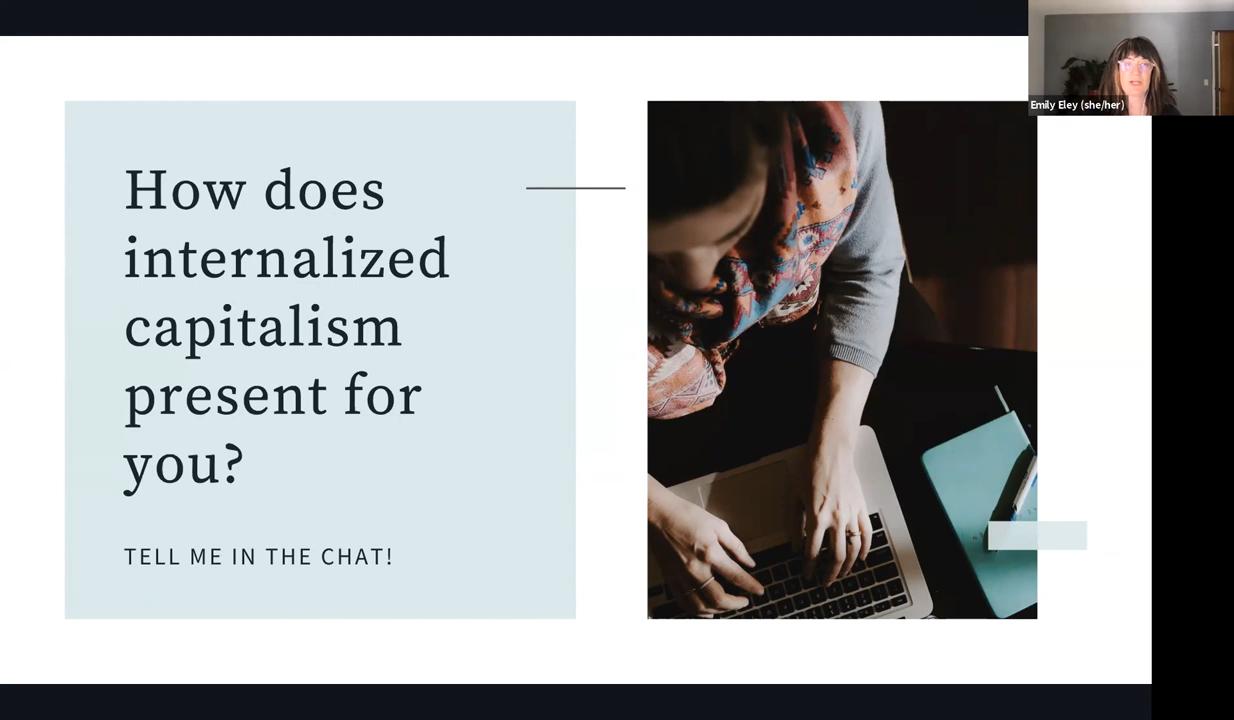 How does
internalized
capitalism
present for
you?
TELL ME IN THE CHAT!
Emily Eley (she/her)